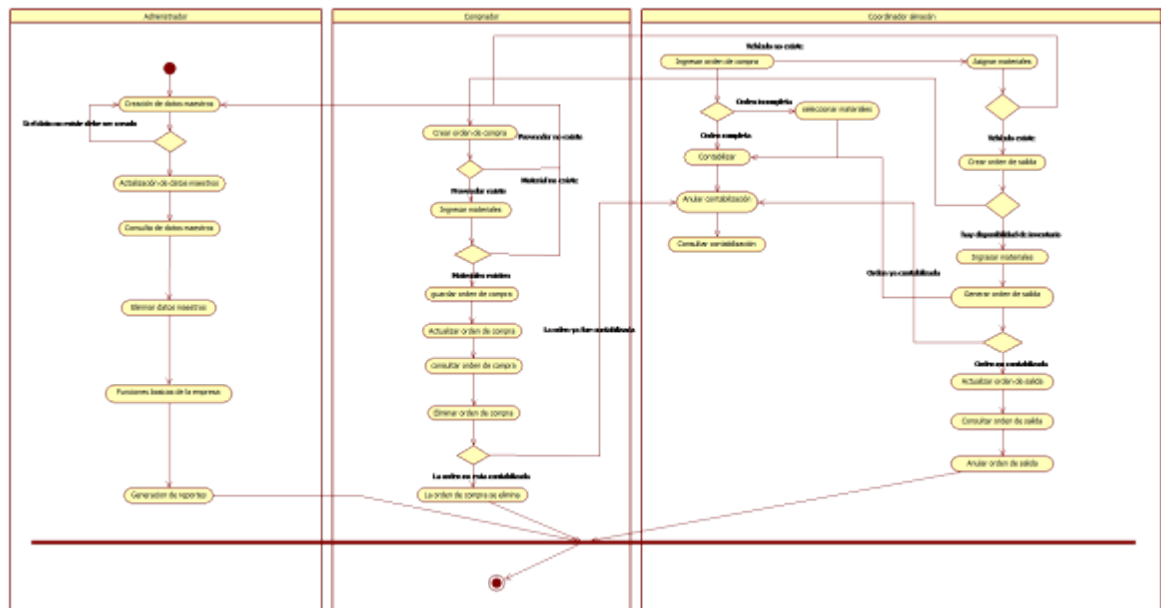 Administrador
Comprador
Coordinador almacén
Creación de datos maestros
Si el dato no existe debe ser creado
Actualización de datos maestros
Consulta de datos maestros
Eliminar datos maestros
Funciones basicas de la empresa
Generacion de reportes
Crear orden de compra
Proveedor no existe
Material no existe
Proveedor existe
Ingresar materiales
Materiales existen
guardar orden de compra
Actualizar orden de compra
consultar orden de compra
Eliminar orden de compra
La orden ya fue contabilizada
La orden no esta contabilizada
La orden de compra se elimina
Vehiculo no existe
Ingresar orden de compra
Asignar materiales
Orden incompleta
seleccionar materiales
Orden completa
Contabilizar
Anular contabilización
Consultar contabilización
Vehiculo existe
Crear orden de salida
hay disponibilidad de inventario
Ingresar materiales
Orden ya contabilizada
Generar orden de salida
Orden no contabilizada
Actualizar orden de salida
Consultar orden de salida
Anular orden de salida